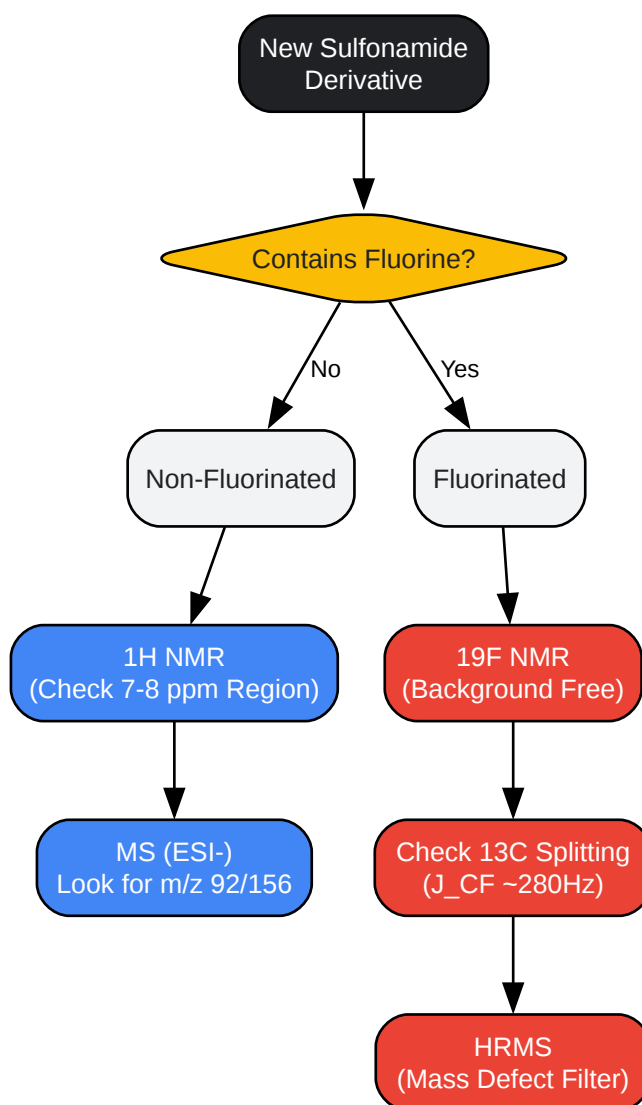 New Sulfonamide
Derivative
Contains Fluorine?
No
Yes
Non-Fluorinated
Fluorinated
1H NMR
(Check 7-8 ppm Region)
19F NMR
(Background Free)
MS (ESI-)
Look for m/z 92/156
Check 13C Splitting
(J_CF ~280Hz)
HRMS
(Mass Defect Filter)